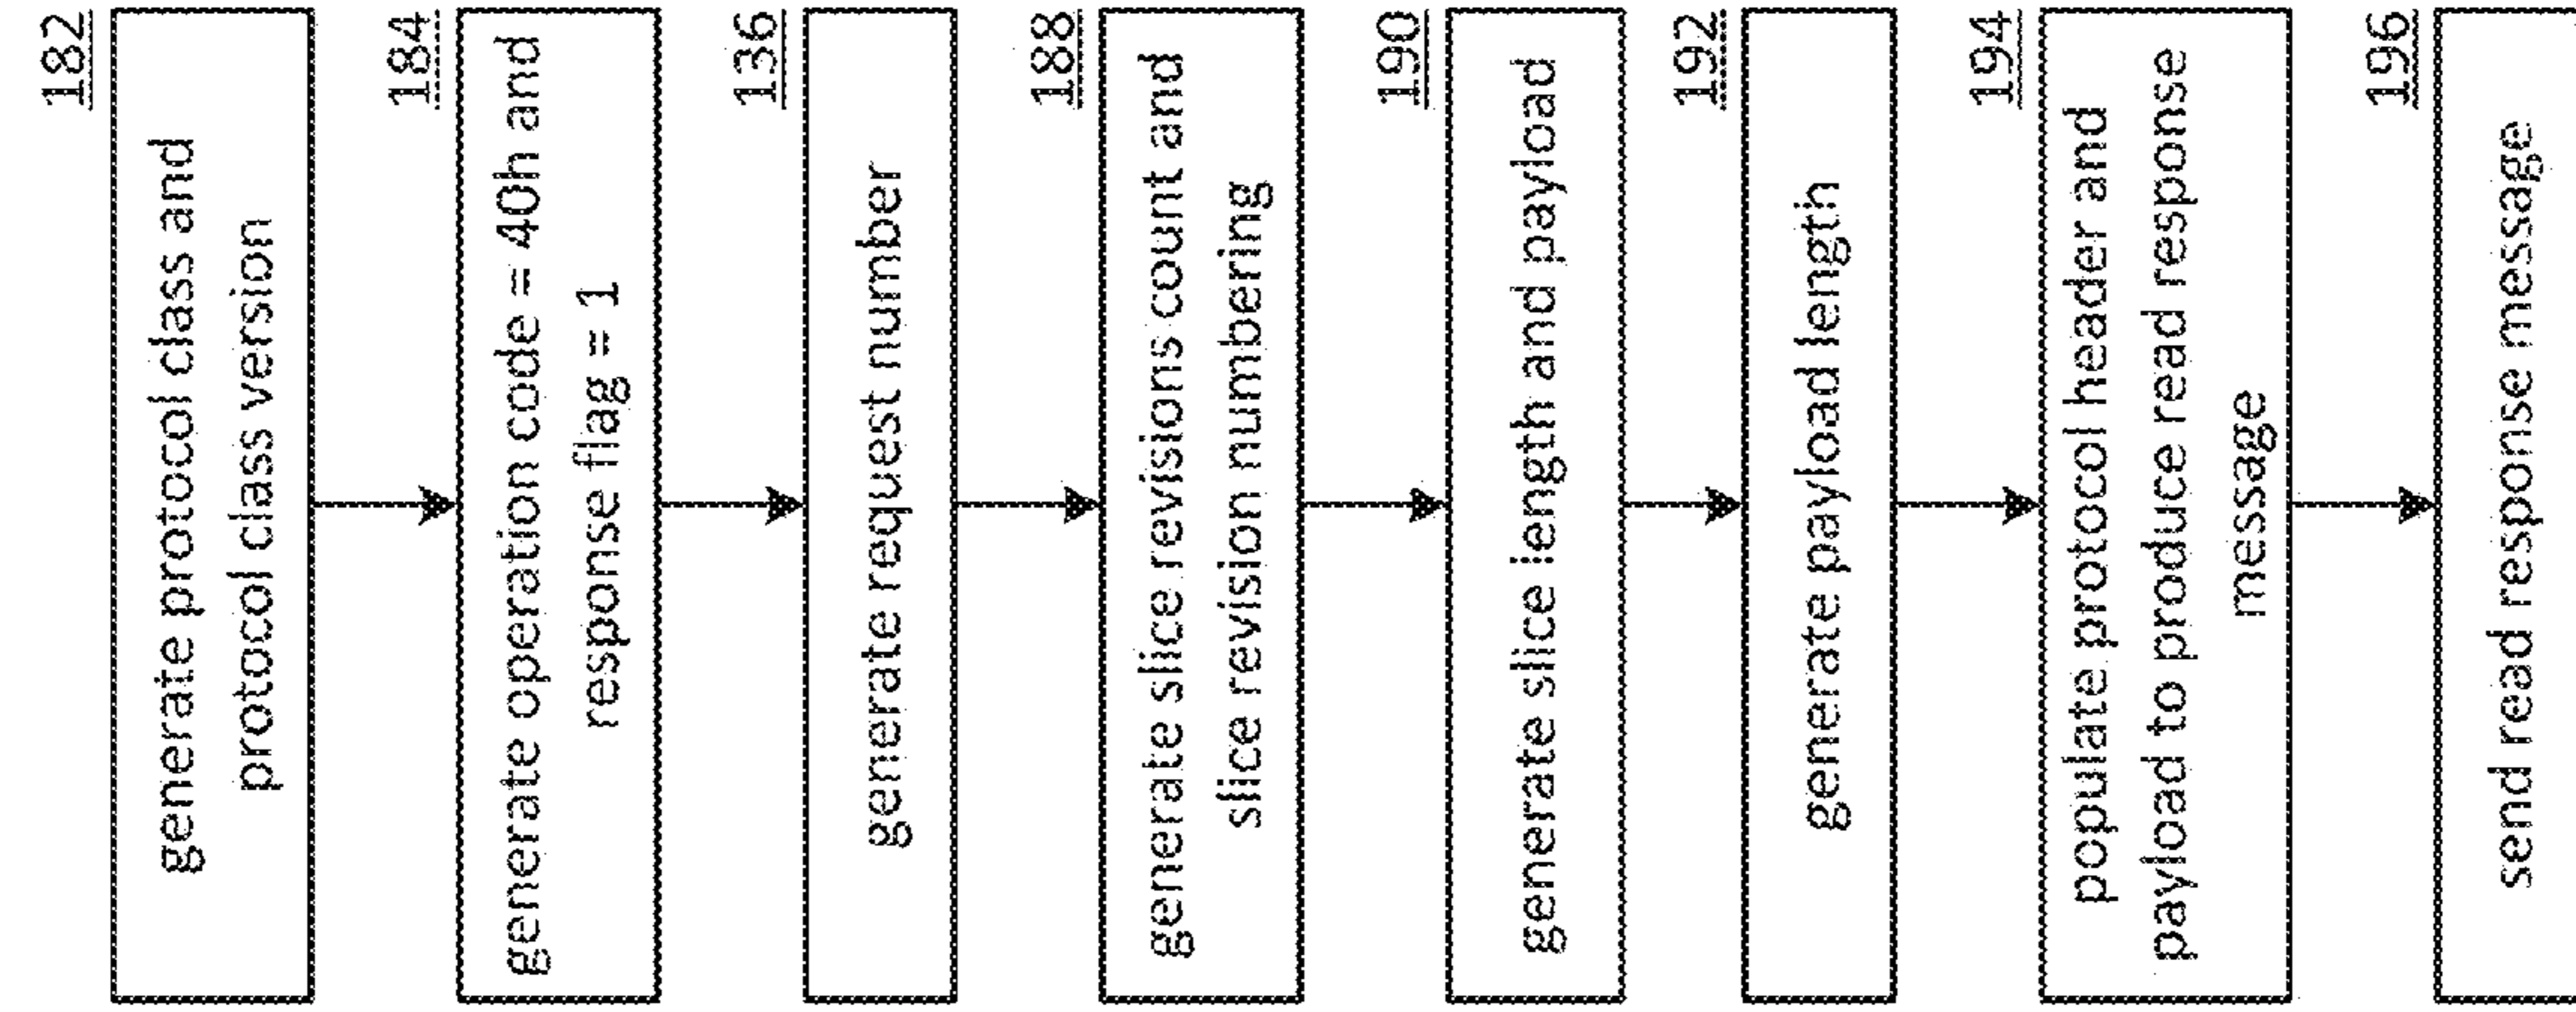 182
generate protocol class and
protocol class version
184
generate operation code = 40h and
response flag = 1
136
generate request number
188
generate slice revisions count and
slice revision numbering
190
generate slice length and payload
192
generate payload length
194
populate protocol header and
payload to produce read response
message
196
send read response message